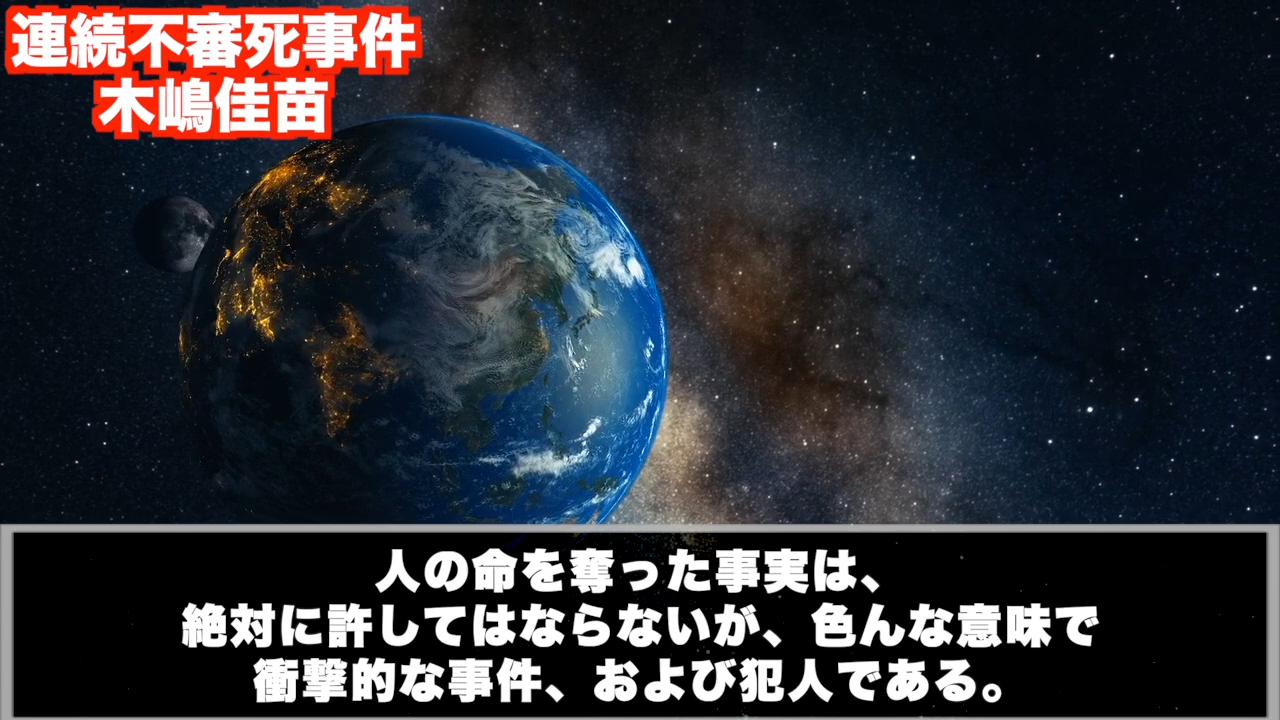 連続不審死事件
木嶋佳苗
人の命を奪った事実は、
絶対に許してはならないが、色んな意味で
衝撃的な事件、および犯人である。